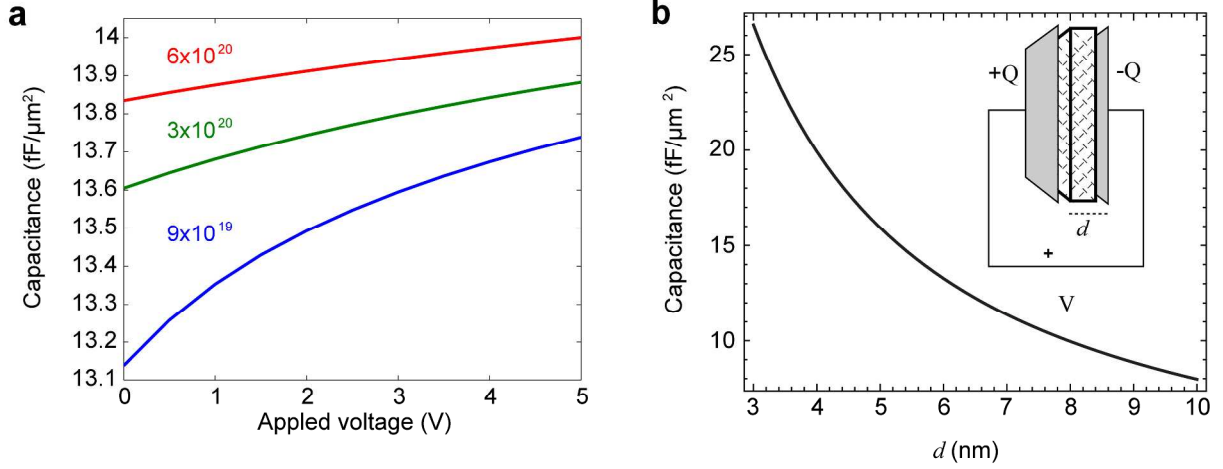 a
Capacitance (fF/μm²)
14
13.9
13.8
13.7
13.6
13.5
13.4
13.3
13.2
13.1
6x10²⁰
3x10²⁰
9x10¹⁹
0 1 2 3 4 5
Appled voltage (V)
b
Capacitance (fF/μm ²)
25
20
15
10
+Q
-Q
d
+
V
3 4 5 6 7 8 9 10
d (nm)